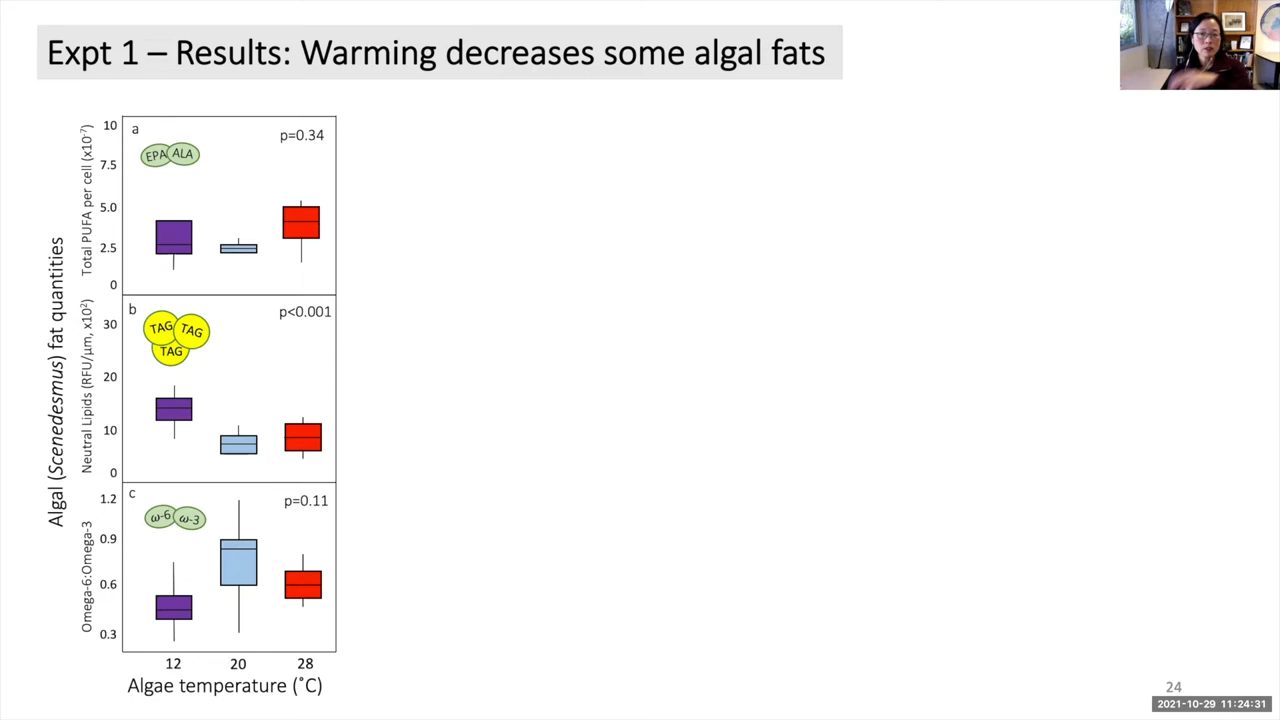 Expt 1 – Results: Warming decreases some algal fats
Algal (Scenedesmus) fat quantities
Total PUFA per cell (x10⁻⁷)
10
7.5
5.0
2.5
0
a
p=0.34
EPA ALA
Neutral Lipids (RFU/µm, x10²)
30
20
10
0
b
p<0.001
TAG TAG
TAG
Omega-6:Omega-3
1.2
0.9
0.6
0.3
c
p=0.11
ω-6 ω-3
12 20 28
Algae temperature (˚C)
24
2021-10-29 11:24:31